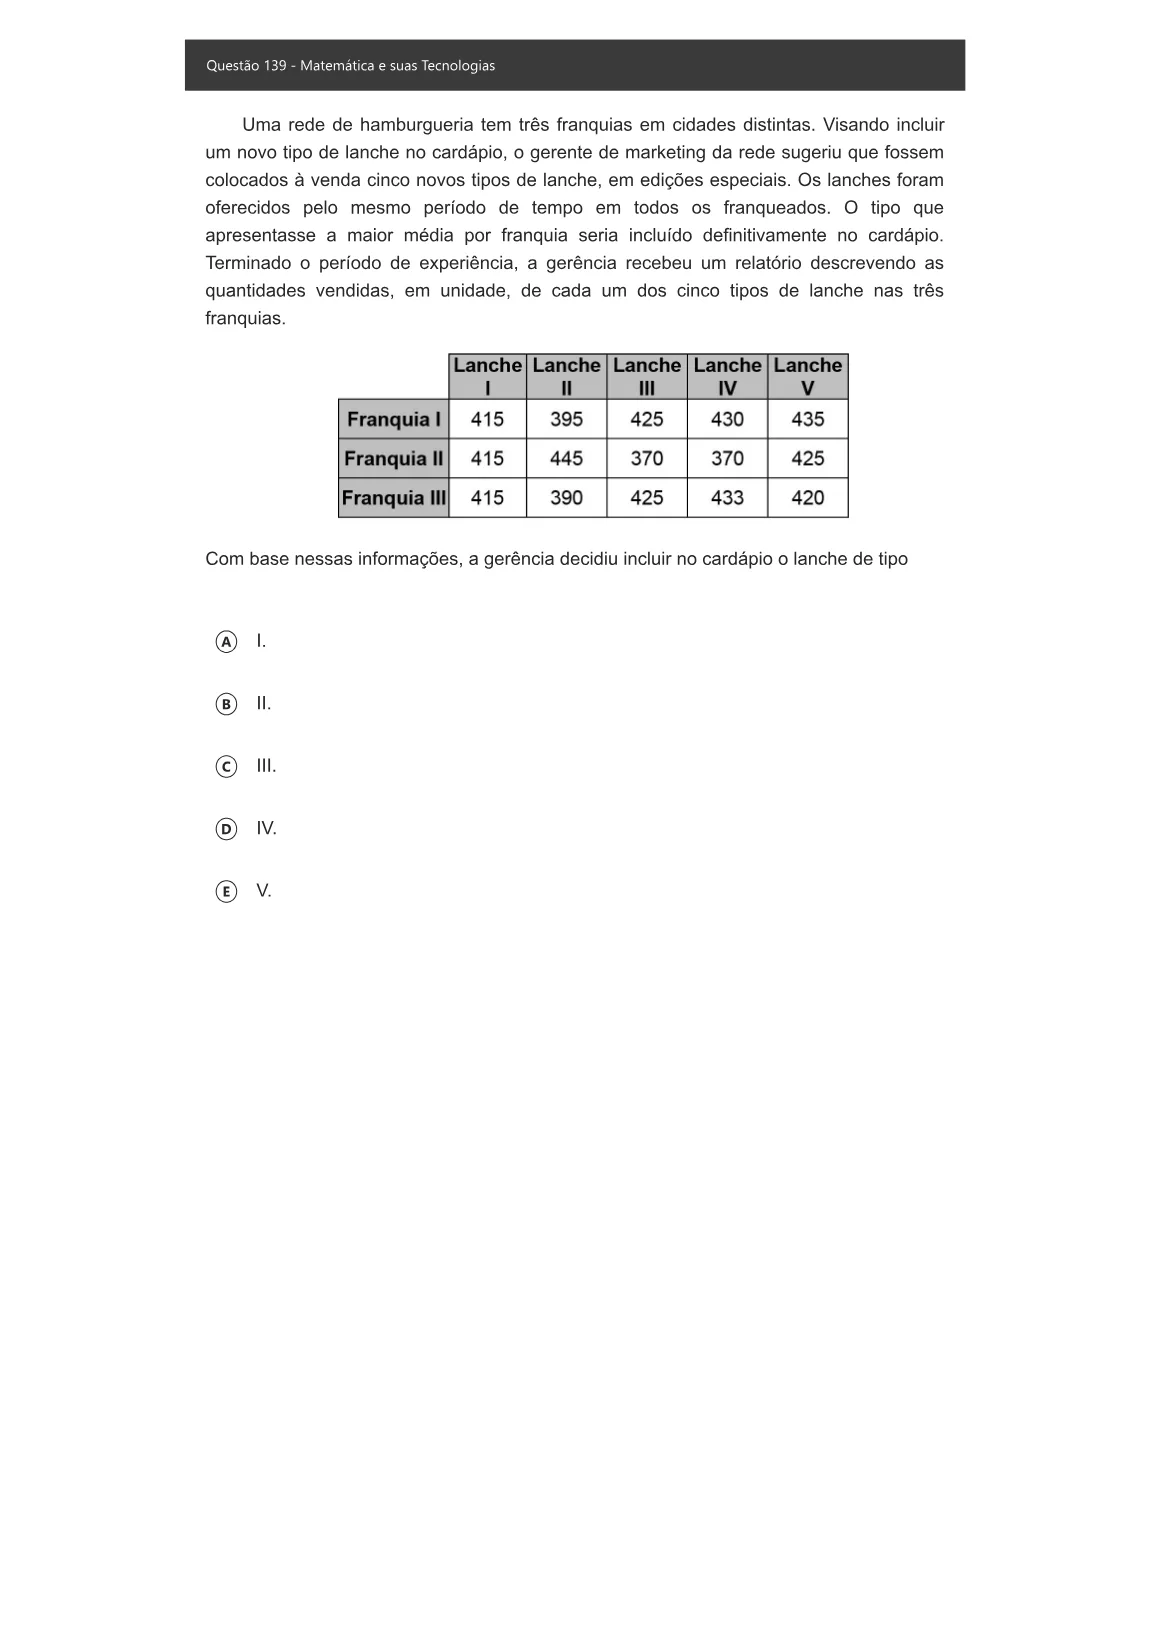 Questão 139 - Matemática e suas Tecnologias
Uma rede de hamburgueria tem três franquias em cidades distintas. Visando incluir
um novo tipo de lanche no cardápio, o gerente de marketing da rede sugeriu que fossem
colocados à venda cinco novos tipos de lanche, em edições especiais. Os lanches foram
oferecidos pelo mesmo período de tempo em todos os franqueados. O tipo que
apresentasse a maior média por franquia seria incluído definitivamente no cardápio.
Terminado o período de experiência, a gerência recebeu um relatório descrevendo as
quantidades vendidas, em unidade, de cada um dos cinco tipos de lanche nas três
franquias.
Lanche Lanche Lanche Lanche Lanche
I II III IV V
Franquia I 415 395 425 430 435
Franquia II 415 445 370 370 425
Franquia III 415 390 425 433 420
Com base nessas informações, a gerência decidiu incluir no cardápio o lanche de tipo
A I.
B II.
C III.
D IV.
E V.